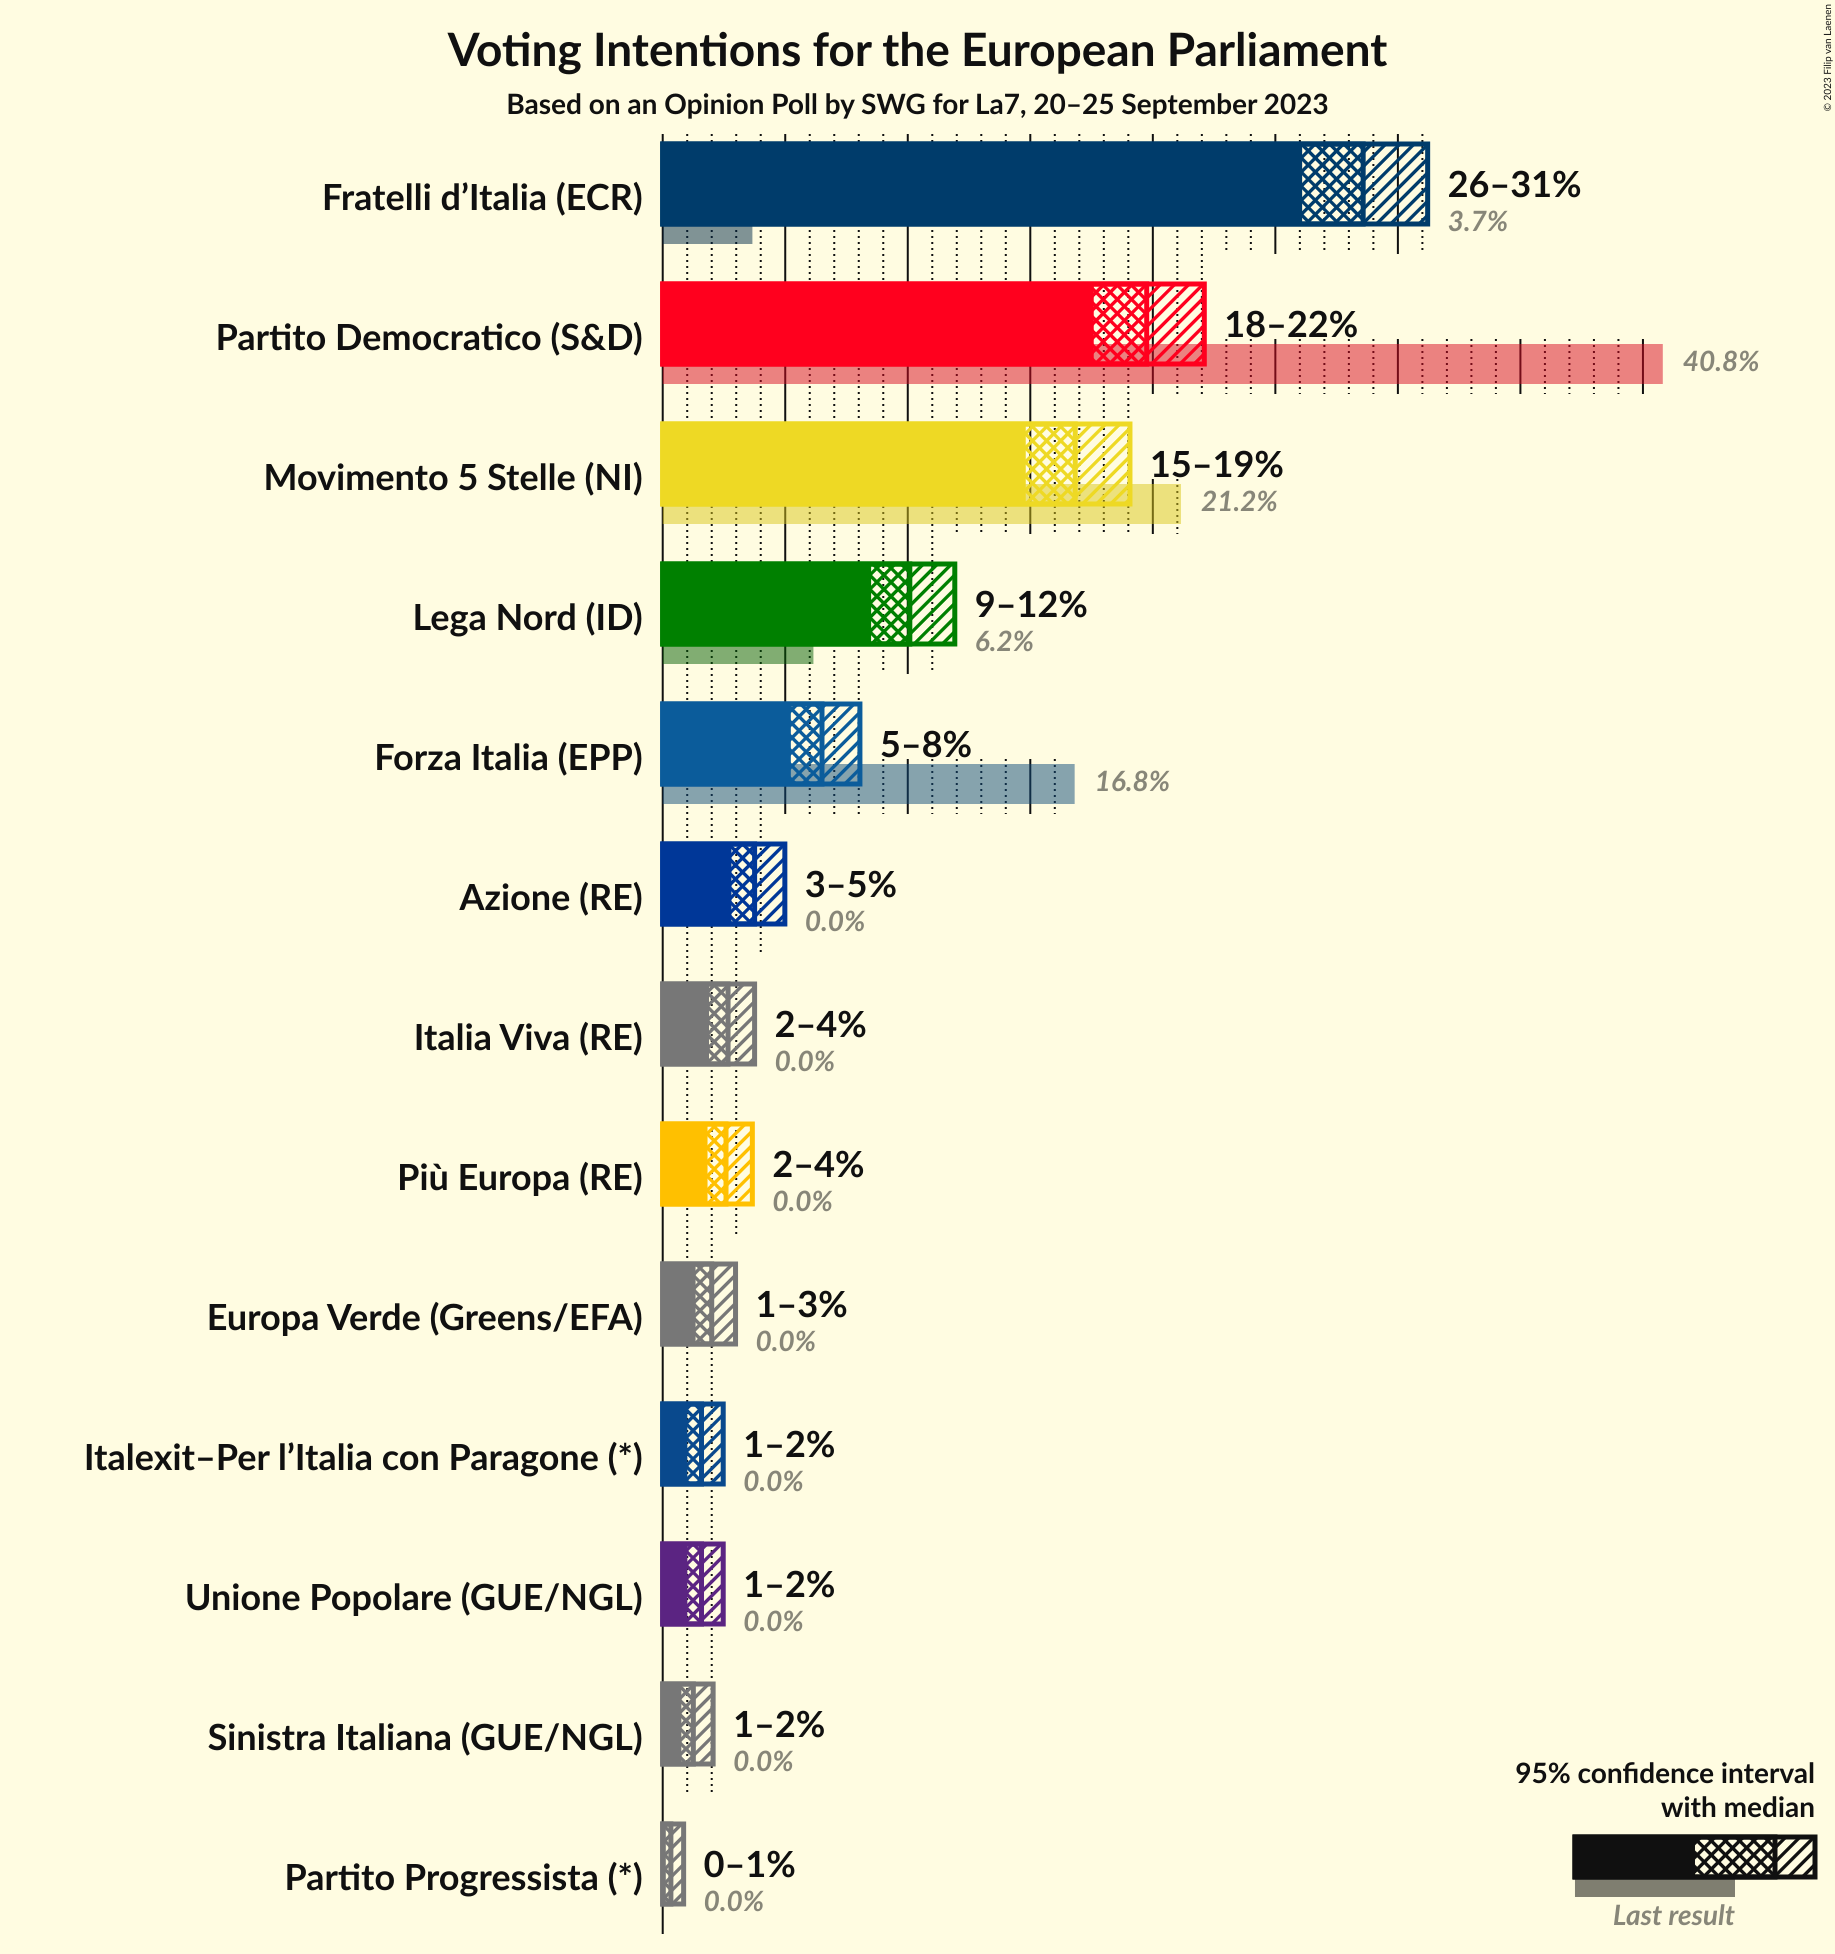 Voting Intentions for the European Parliament
Based on an Opinion Poll by SWG for La7, 20–25 September 2023
© 2023 Filip van Laenen
Fratelli d’Italia (ECR)
26–31%
3.7%
Partito Democratico (S&D)
18–22%
40.8%
Movimento 5 Stelle (NI)
15–19%
21.2%
Lega Nord (ID)
9–12%
6.2%
Forza Italia (EPP)
5–8%
16.8%
Azione (RE)
3–5%
0.0%
Italia Viva (RE)
2–4%
0.0%
Più Europa (RE)
2–4%
0.0%
Europa Verde (Greens/EFA)
1–3%
0.0%
Italexit–Per l’Italia con Paragone (*)
1–2%
0.0%
Unione Popolare (GUE/NGL)
1–2%
0.0%
Sinistra Italiana (GUE/NGL)
1–2%
0.0%
Partito Progressista (*)
0–1%
0.0%
95% confidence interval
with median
Last result